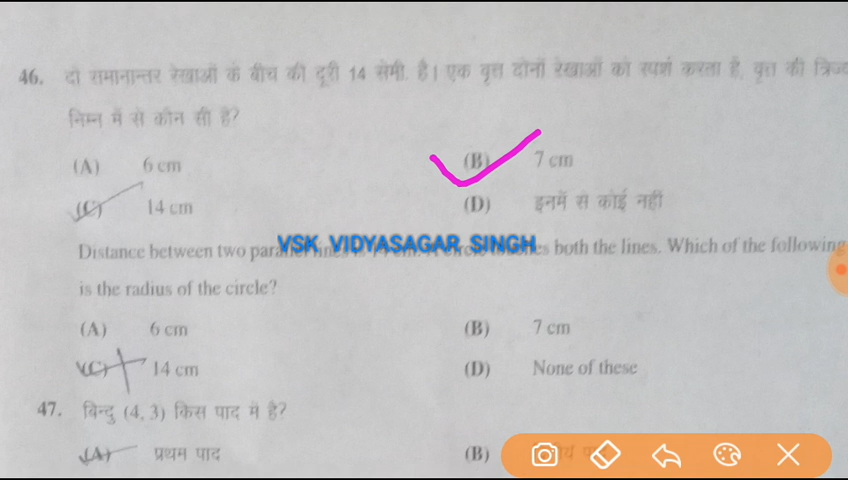 46. दो समानान्तर रेखाओं के बीच की दूरी 14 सेमी. है। एक वृत्त दोनों रेखाओं को स्पर्श करता है, वृत्त की
निम्न में से कौन सी है?
(A) 6 cm (B) 7 cm
(C) 14 cm (D) इनमें से कोई नहीं
VSK VIDYASAGAR SINGH
Distance between two both the lines. Which of the following
is the radius of the circle?
(A) 6 cm (B) 7 cm
(C) 14 cm (D) None of these
47. बिन्दु (4, 3) किस पाद में है?
(A) प्रथम पाद (B)